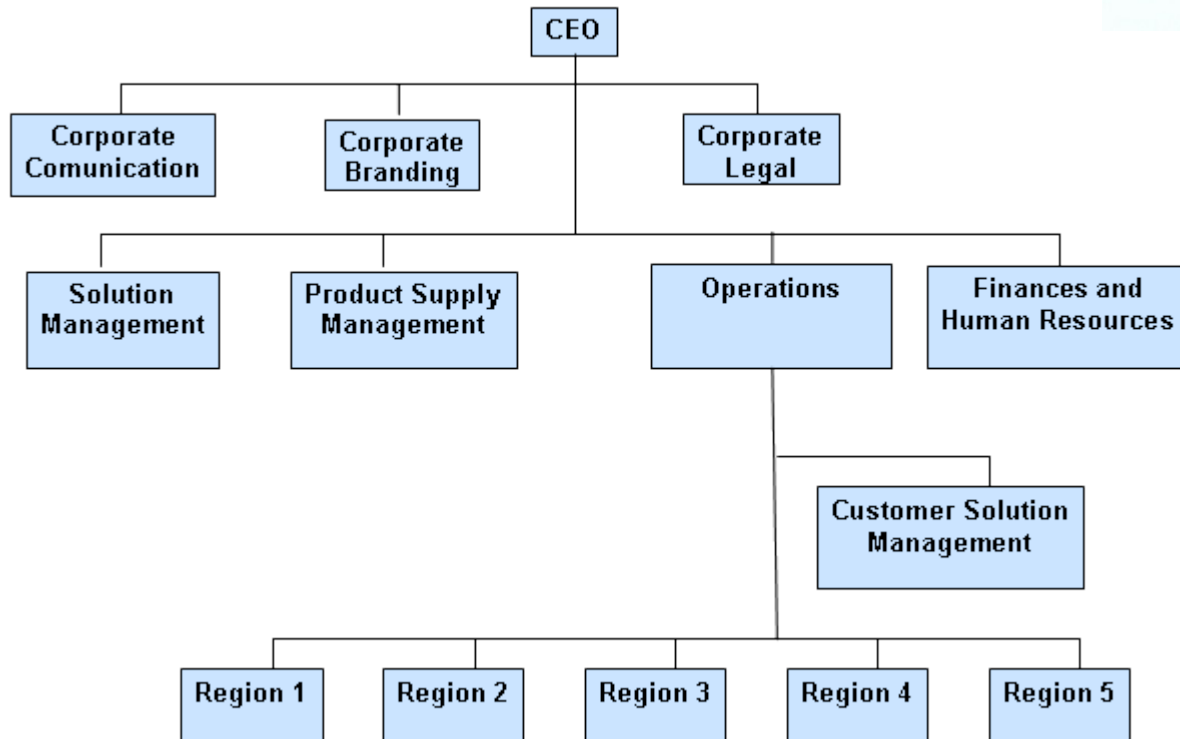 CEO
Corporate
Comunication
Corporate
Branding
Corporate
Legal
Solution
Management
Product Supply
Management
Operations
Finances and
Human Resources
Customer Solution
Management
Region 1
Region 2
Region 3
Region 4
Region 5